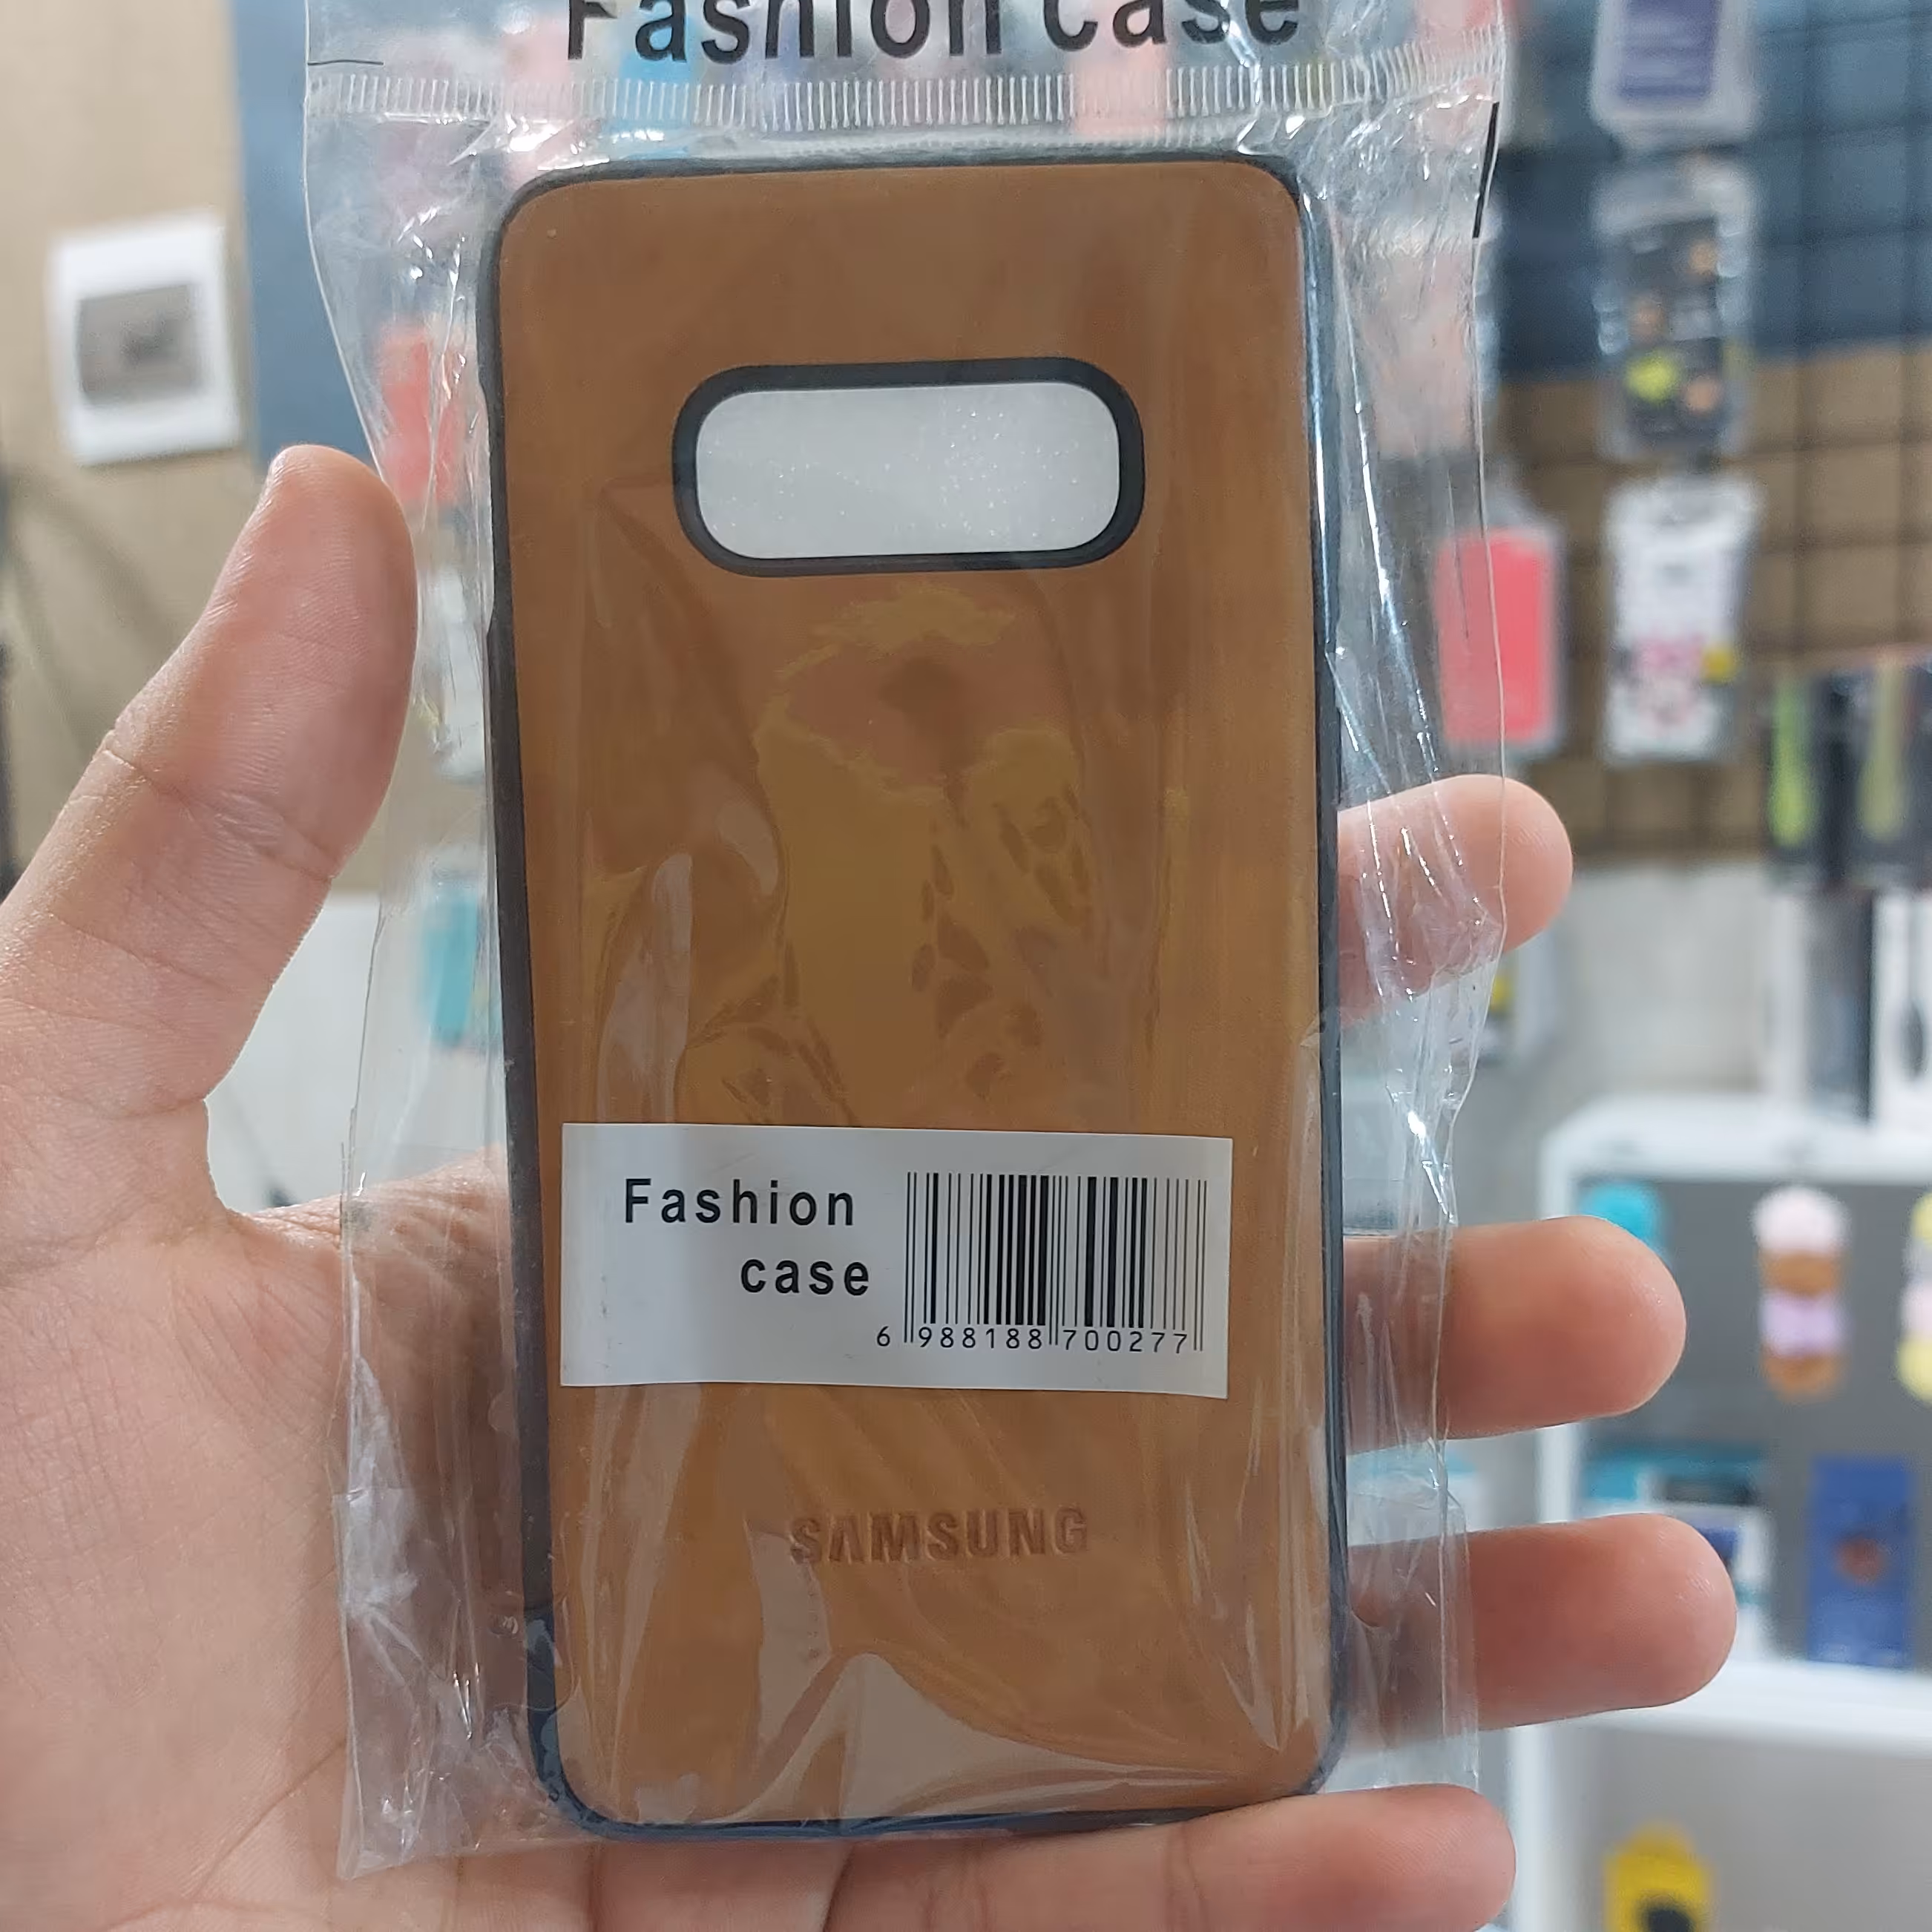 Fashion Case
Fashion
case
6 988188 700277
SAMSUNG